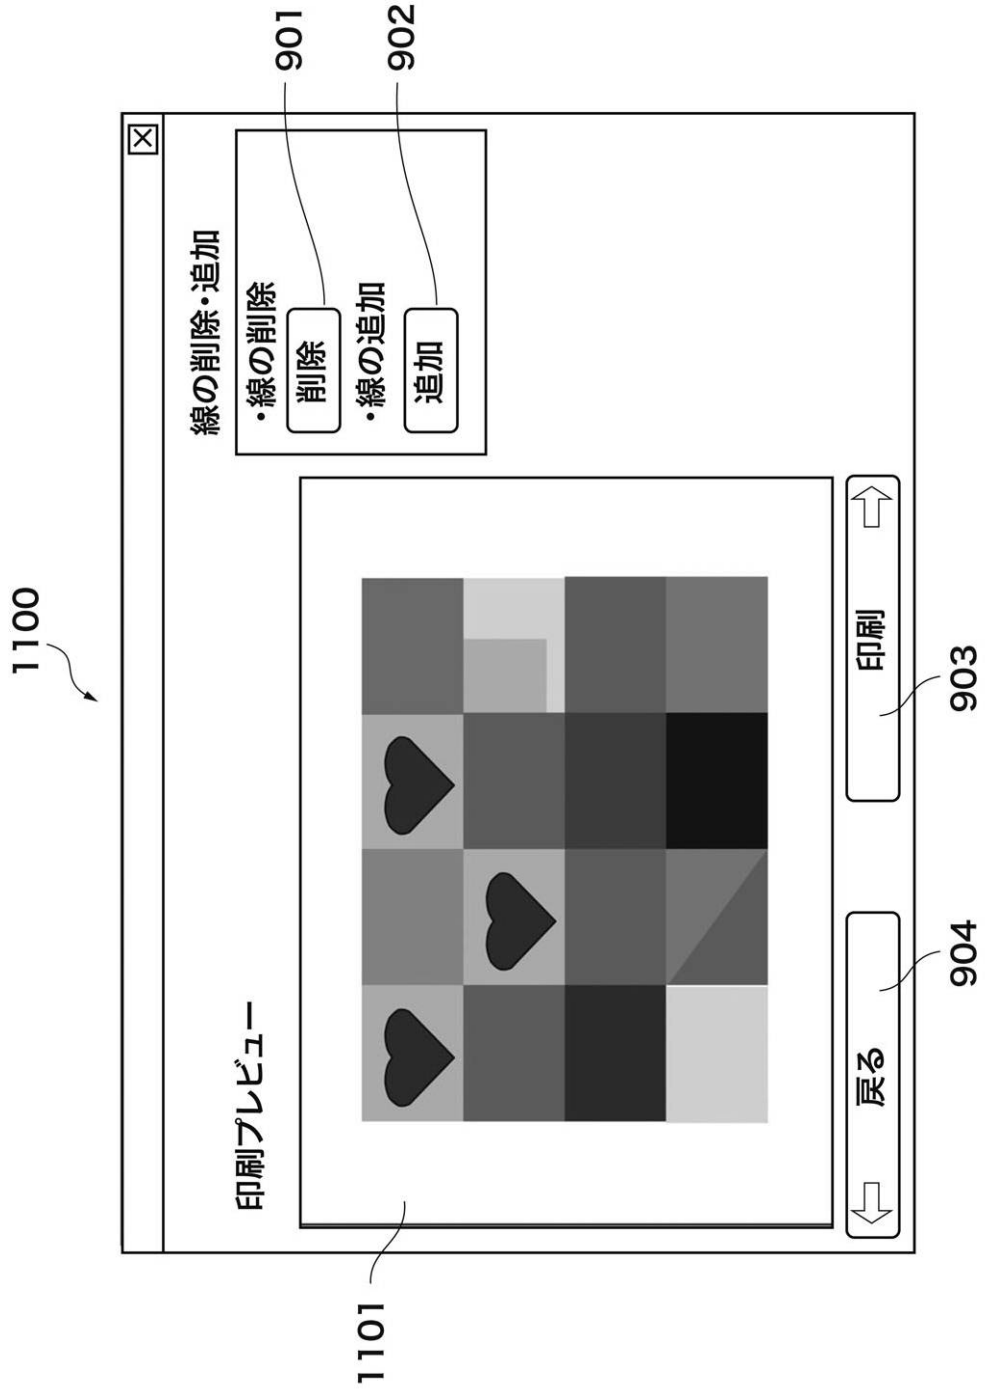 1100
×
線の削除・追加
・線の削除
削除
901
・線の追加
追加
902
印刷プレビュー
1101
戻る
印刷
904
903